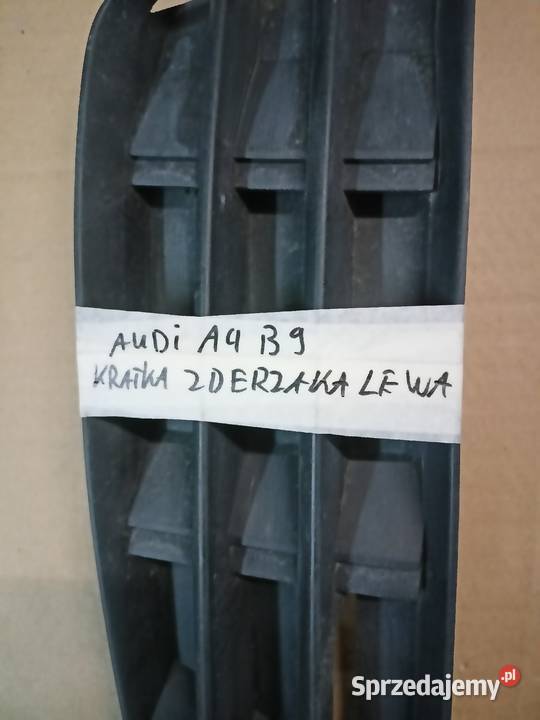 AUDi A4 B9
KRATKA ZDERZAKA LEWA
Sprzedajemy.pl